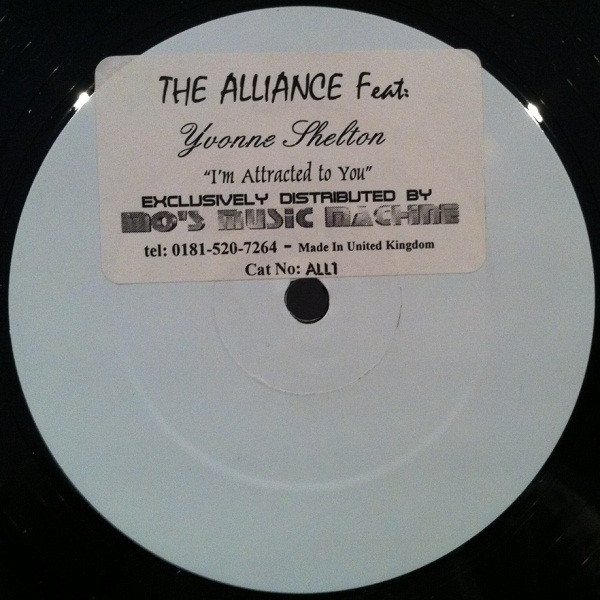 THE ALLIANCE Feat:
Yvonne Shelton
"I'm Attracted to You"
EXCLUSIVELY DISTRIBUTED BY
MO'S MUSIC MACHINE
tel: 0181-520-7264 - Made In United Kingdom
Cat No: ALL1